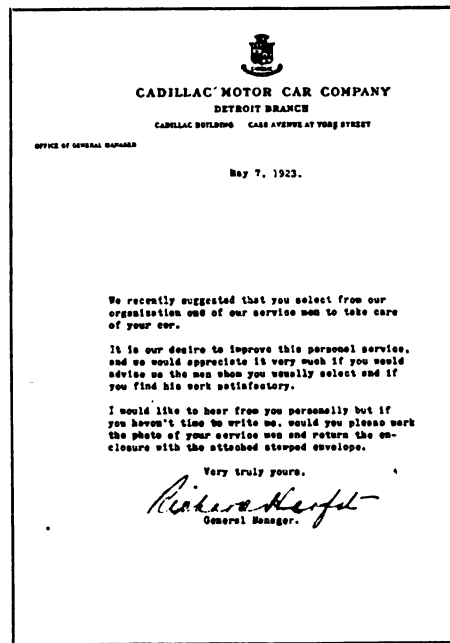 CADILLAC MOTOR CAR COMPANY
DETROIT BRANCH
CADILLAC BUILDING CASS AVENUE AT YORK STREET
OFFICE OF GENERAL MANAGER
May 7, 1923.
We recently suggested that you select from our
organization one of our service men to take care
of your car.
It is our desire to improve this personal service,
and we would appreciate it very much if you would
advise us the men whom you usually select and if
you find his work satisfactory.
I would like to hear from you personally but if
you haven't time to write me, would you please mark
the photo of your service men and return the en-
closure with the attached stamped envelope.
Very truly yours,
Richard
General Manager.